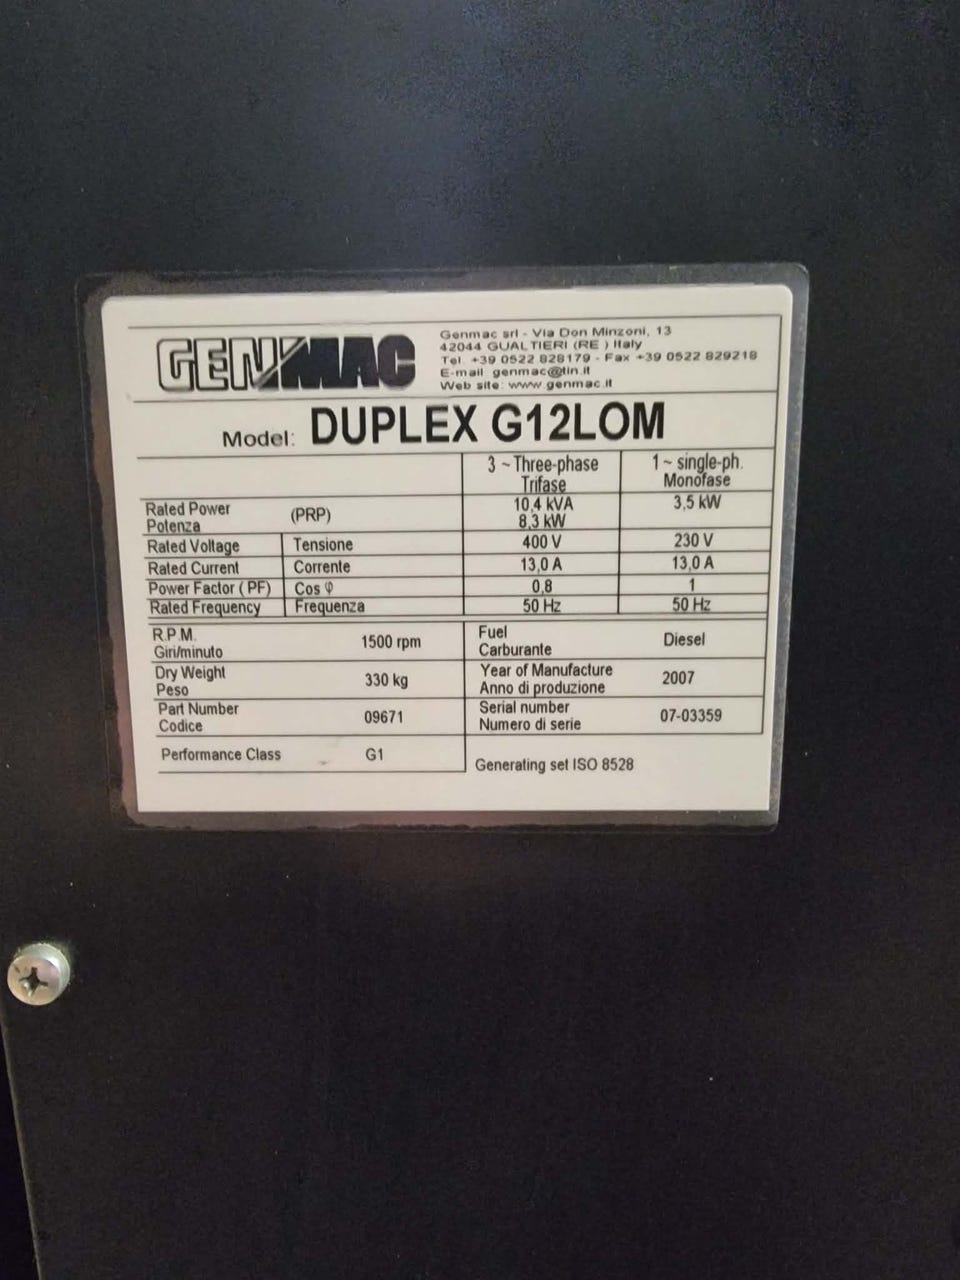 GENMAC
Genmac srl - Via Don Minzoni, 13
42044 GUALTIERI (RE ) Italy
Tel. +39 0522 828179 - Fax +39 0522 829218
E-mail genmac@tin.it
Web site: www.genmac.it
Model: DUPLEX G12LOM
3 ~ Three-phase 1 ~ single-ph.
Trifase Monofase
Rated Power (PRP) 10,4 kVA 3,5 kW
Potenza 8,3 kW
Rated Voltage Tensione 400 V 230 V
Rated Current Corrente 13,0 A 13,0 A
Power Factor ( PF) Cos φ 0,8 1
Rated Frequency Frequenza 50 Hz 50 Hz
R.P.M. 1500 rpm Fuel Diesel
Giri/minuto Carburante
Dry Weight 330 kg Year of Manufacture 2007
Peso Anno di produzione
Part Number 09671 Serial number 07-03359
Codice Numero di serie
Performance Class G1 Generating set ISO 8528